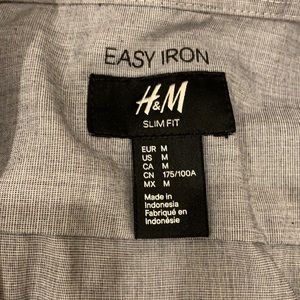 EASY IRON
H&M
SLIM FIT
EUR M
US M
CA M
CN 175/100A
MX M
Made in
Indonesia
Fabriqué en
Indonésie